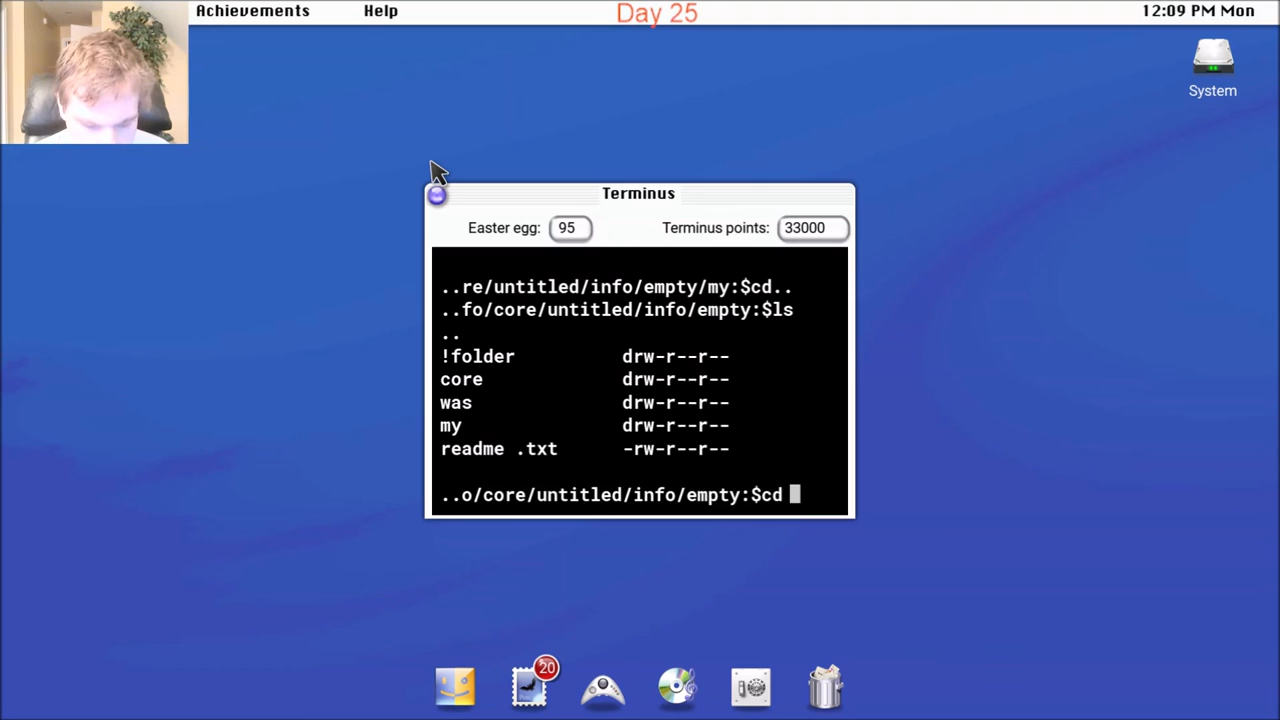 Achievements Help Day 25 12:09 PM Mon
System
Terminus
Easter egg: 95 Terminus points: 33000
..re/untitled/info/empty/my:$cd..
..fo/core/untitled/info/empty:$ls
..
!folder drw-r--r--
core drw-r--r--
was drw-r--r--
my drw-r--r--
readme .txt -rw-r--r--
..o/core/untitled/info/empty:$cd
20